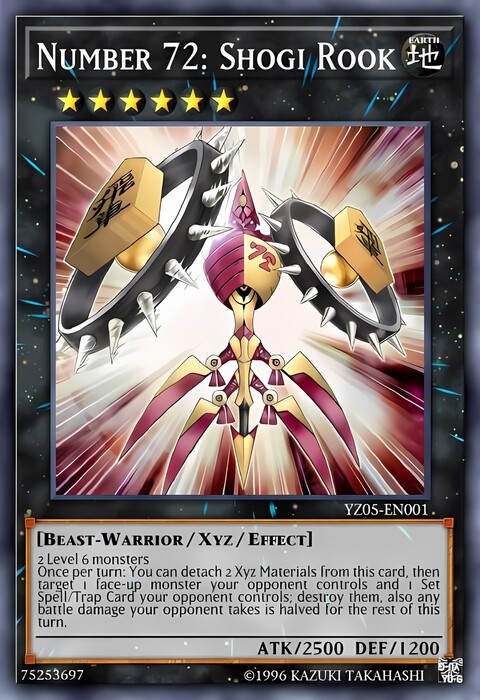 NUMBER 72: SHOGI ROOK
EARTH
地
72
YZ05-EN001
[BEAST-WARRIOR / XYZ / EFFECT]
2 Level 6 monsters
Once per turn: You can detach 2 Xyz Materials from this card, then
target 1 face-up monster your opponent controls and 1 Set
Spell/Trap Card your opponent controls; destroy them, also any
battle damage your opponent takes is halved for the rest of this
turn.
ATK/2500 DEF/1200
75253697
©1996 KAZUKI TAKAHASHI